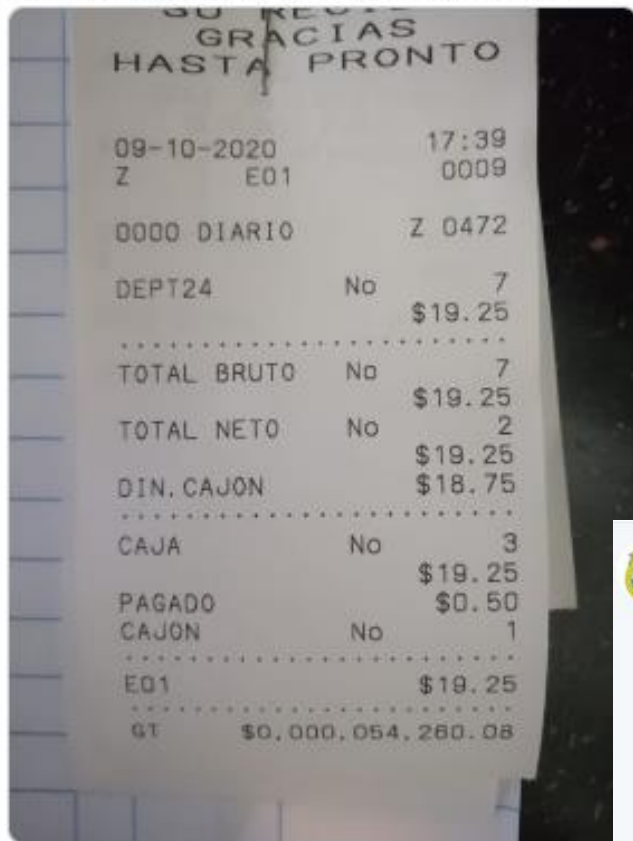 GRACIAS
HASTA PRONTO
09-10-2020 17:39
Z E01 0009
0000 DIARIO Z 0472
DEPT24 No 7
$19.25
TOTAL BRUTO No 7
$19.25
TOTAL NETO No 2
$19.25
DIN.CAJON $18.75
CAJA No 3
$19.25
PAGADO $0.50
CAJON No 1
E01 $19.25
GT $0,000,054,260.08